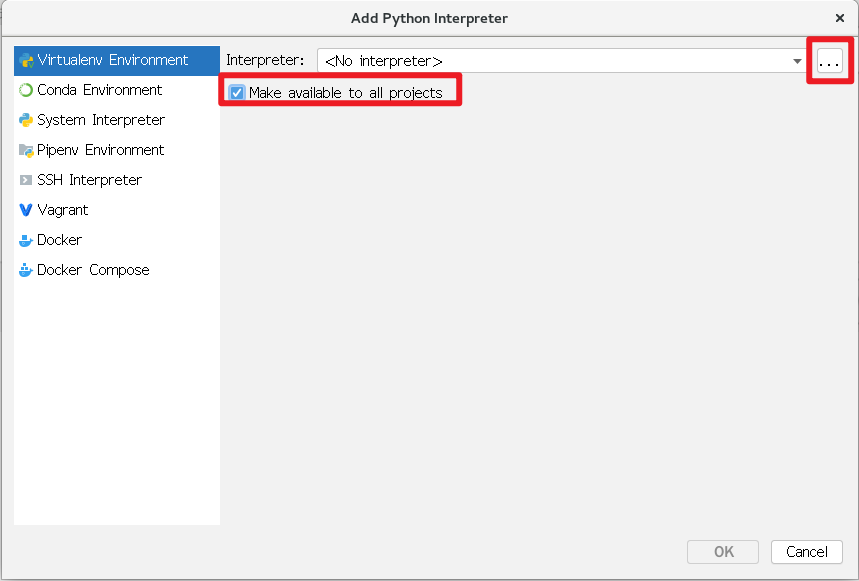 Add Python Interpreter
Virtualenv Environment
Conda Environment
System Interpreter
Pipenv Environment
SSH Interpreter
Vagrant
Docker
Docker Compose
Interpreter: <No interpreter> ...
Make available to all projects
OK Cancel